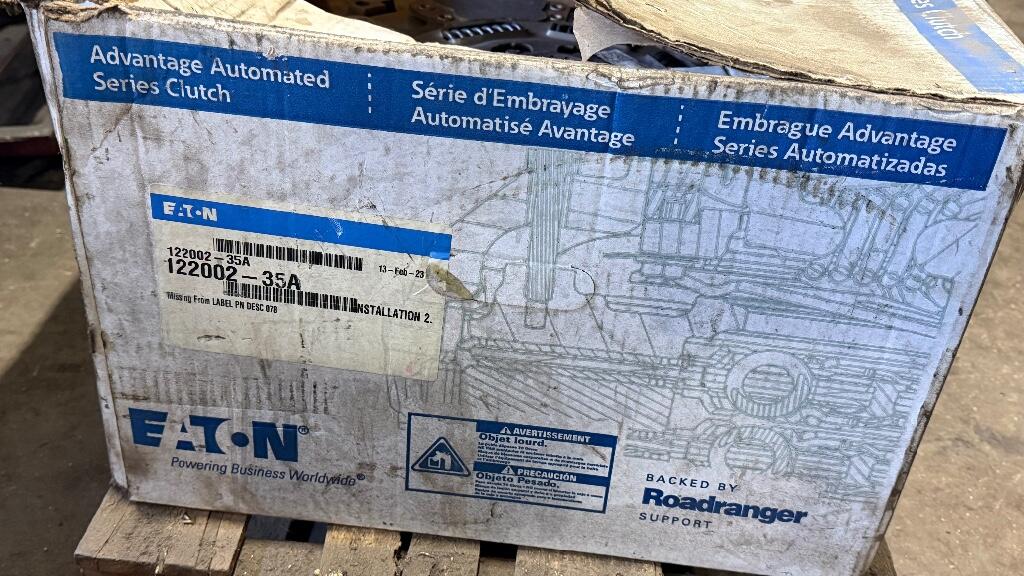 s Clutch
Advantage Automated
Series Clutch
Série d'Embrayage
Automatisé Avantage
Embrague Advantage
Series Automatizadas
EATON
122002-35A
13-Feb-23
122002-35A
INSTALLATION 2.
Missing From LABEL PN DESC 078
EATON®
Powering Business Worldwide®
AVERTISSEMENT
Objet lourd.
PRECAUCIÓN
Objeto Pesado.
BACKED BY
Roadranger
SUPPORT